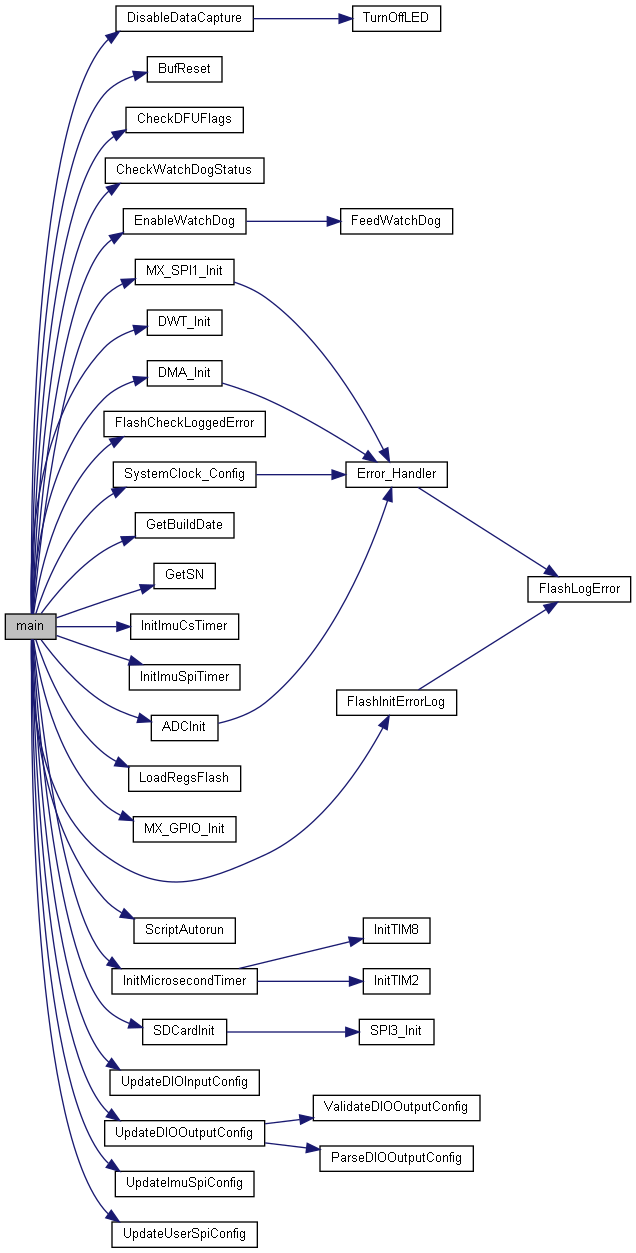 DisableDataCapture
TurnOffLED
BufReset
CheckDFUFlags
CheckWatchDogStatus
EnableWatchDog
FeedWatchDog
MX_SPI1_Init
DWT_Init
DMA_Init
FlashCheckLoggedError
SystemClock_Config
Error_Handler
GetBuildDate
GetSN
FlashLogError
main
InitImuCsTimer
InitImuSpiTimer
FlashInitErrorLog
ADCInit
LoadRegsFlash
MX_GPIO_Init
ScriptAutorun
InitTIM8
InitMicrosecondTimer
InitTIM2
SDCardInit
SPI3_Init
UpdateDIOInputConfig
ValidateDIOOutputConfig
UpdateDIOOutputConfig
ParseDIOOutputConfig
UpdateImuSpiConfig
UpdateUserSpiConfig